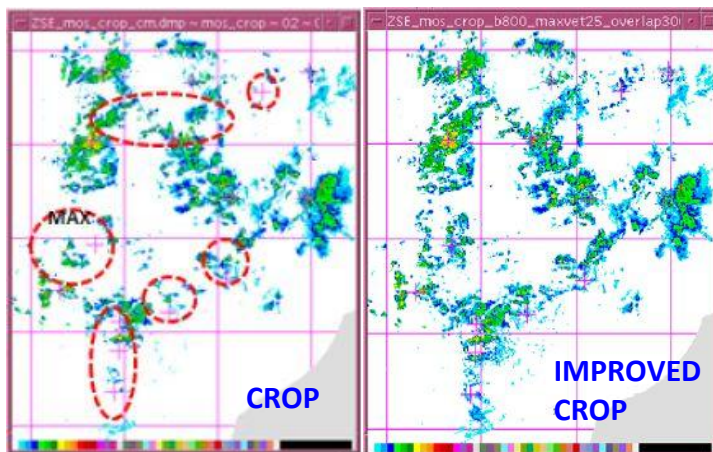 ZSE_mos_crop_cm.dmp ~ mos_crop ~ 02 ~
ZSE_mos_crop_b800_maxvet25_overlap30
MAX
CROP
IMPROVED
CROP